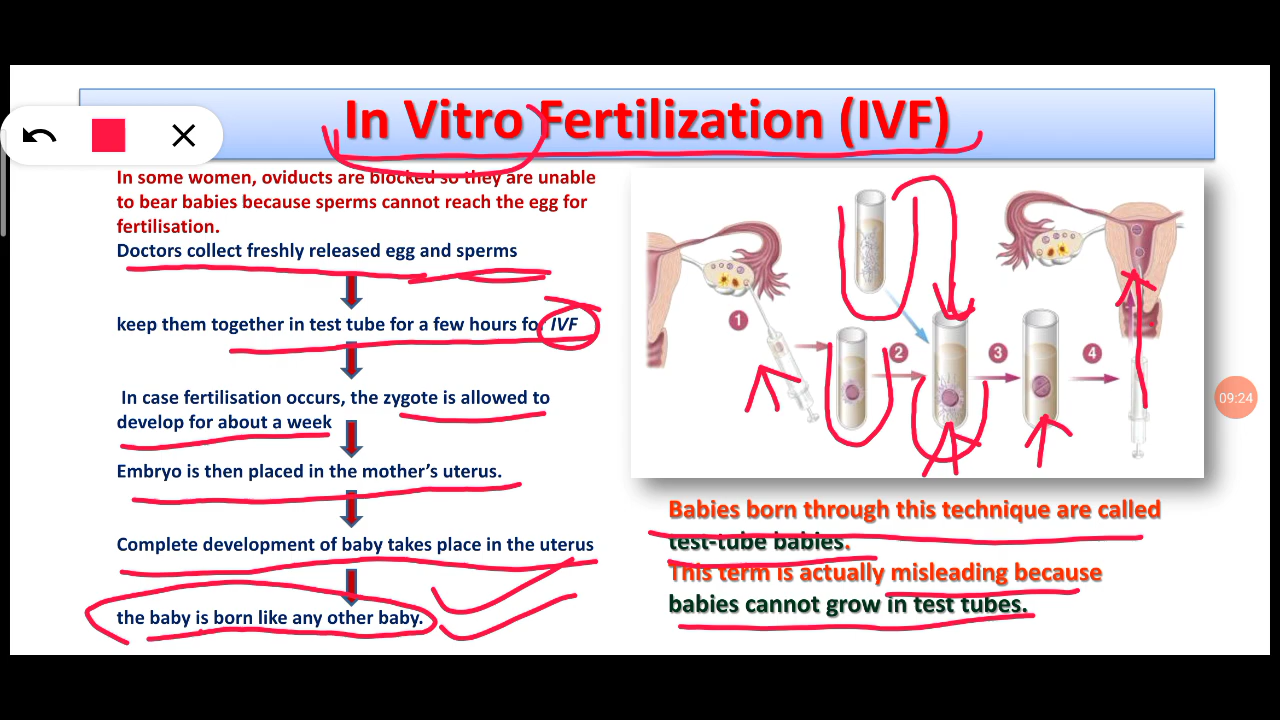 In Vitro Fertilization (IVF)
In some women, oviducts are blocked so they are unable
to bear babies because sperms cannot reach the egg for
fertilisation.
Doctors collect freshly released egg and sperms
keep them together in test tube for a few hours for IVF
In case fertilisation occurs, the zygote is allowed to
develop for about a week
Embryo is then placed in the mother's uterus.
Complete development of baby takes place in the uterus
the baby is born like any other baby.
1
2
3
4
09:24
Babies born through this technique are called
test-tube babies.
This term is actually misleading because
babies cannot grow in test tubes.